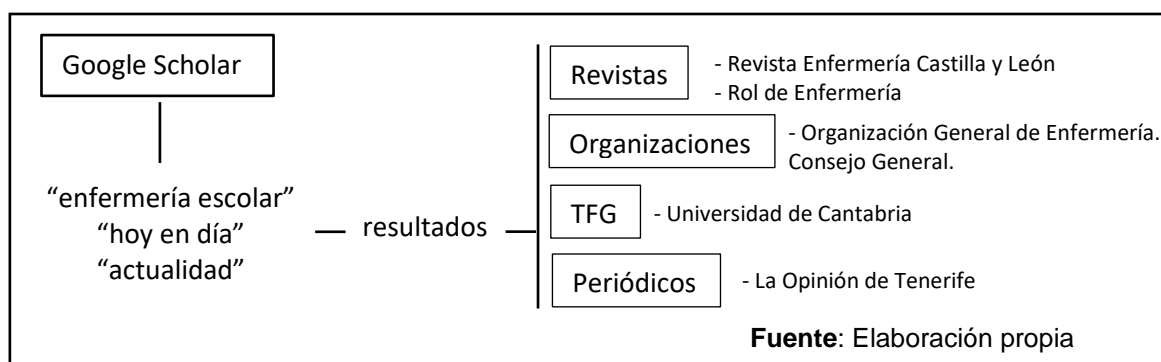 Google Scholar
“enfermería escolar”
“hoy en día”
“actualidad”
resultados
Revistas
- Revista Enfermería Castilla y León
- Rol de Enfermería
Organizaciones
- Organización General de Enfermería.
Consejo General.
TFG
- Universidad de Cantabria
Periódicos
- La Opinión de Tenerife
Fuente: Elaboración propia